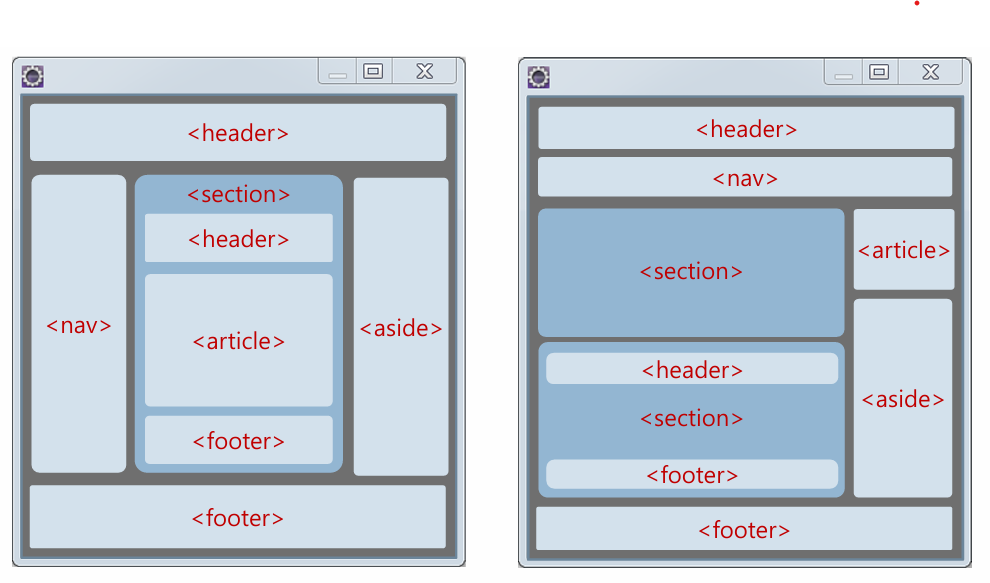 <header>
<nav>
<section>
<header>
<article>
<footer>
<aside>
<footer>
<header>
<nav>
<section>
<article>
<header>
<section>
<footer>
<aside>
<footer>